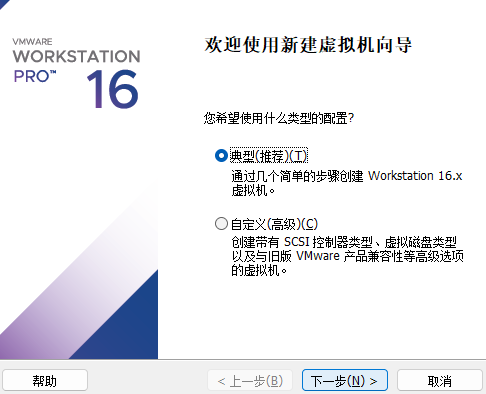 VMWARE
WORKSTATION
PRO™ 16
欢迎使用新建虚拟机向导
您希望使用什么类型的配置?
典型(推荐)(T)
通过几个简单的步骤创建 Workstation 16.x
虚拟机。
自定义(高级)(C)
创建带有 SCSI 控制器类型、虚拟磁盘类型
以及与旧版 VMware 产品兼容性等高级选项
的虚拟机。
帮助
< 上一步(B)
下一步(N) >
取消